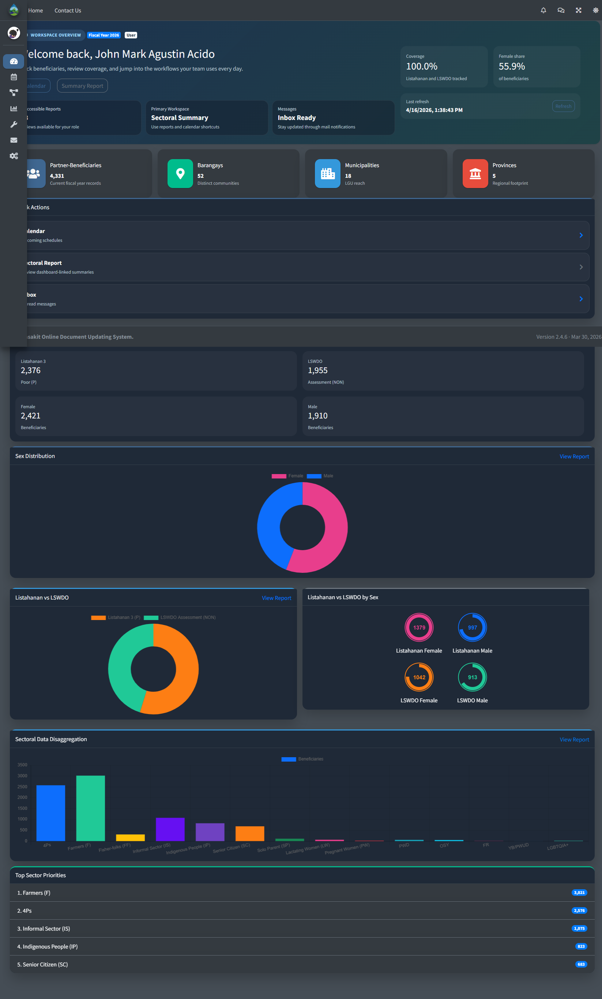 Home
Contact Us
WORKSPACE OVERVIEW
Fiscal Year 2026
User
elcome back, John Mark Agustin Acido
ck beneficiaries, review coverage, and jump into the workflows your team uses every day.
alendar
Summary Report
Coverage
100.0%
Listahanan and LSWDO tracked
Female share
55.9%
of beneficiaries
Last refresh
4/16/2026, 1:38:43 PM
Refresh
ccessible Reports
iews available for your role
Primary Workspace
Sectoral Summary
Use reports and calendar shortcuts
Messages
Inbox Ready
Stay updated through mail notifications
Partner-Beneficiaries
4,331
Current fiscal year records
Barangays
52
Distinct communities
Municipalities
18
LGU reach
Provinces
5
Regional footprint
k Actions
lendar
coming schedules
ectoral Report
view dashboard-linked summaries
box
read messages
asakit Online Document Updating System.
Version 2.4.6 · Mar 30, 2026
Listahanan 3
2,376
Poor (P)
LSWDO
1,955
Assessment (NON)
Female
2,421
Beneficiaries
Male
1,910
Beneficiaries
Sex Distribution
View Report
Female
Male
Listahanan vs LSWDO
View Report
Listahanan 3 (P)
LSWDO Assessment (NON)
Listahanan vs LSWDO by Sex
1379
997
Listahanan Female
Listahanan Male
1042
913
LSWDO Female
LSWDO Male
Sectoral Data Disaggregation
View Report
Beneficiaries
3500
3000
2500
2000
1500
1000
500
0
4Ps
Farmers (F)
Fisher-folks (FF)
Informal Sector (IS)
Indigenous People (IP)
Senior Citizen (SC)
Solo Parent (SP)
Lactating Women (LW)
Pregnant Women (PW)
PWD
OSY
FR
YB/PWUD
LGBTQIA+
Top Sector Priorities
1. Farmers (F)
3,021
2. 4Ps
2,576
3. Informal Sector (IS)
1,075
4. Indigenous People (IP)
823
5. Senior Citizen (SC)
683